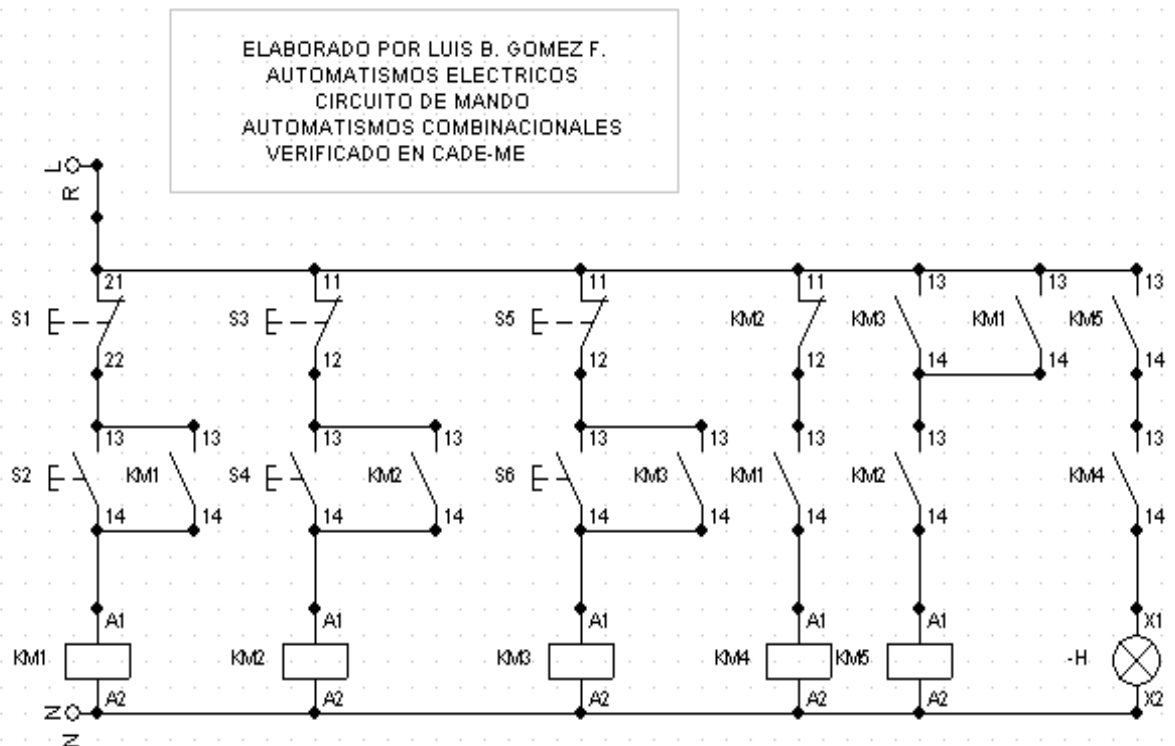 ELABORADO POR LUIS B. GOMEZ F.
AUTOMATISMOS ELECTRICOS
CIRCUITO DE MANDO
AUTOMATISMOS COMBINACIONALES
VERIFICADO EN CADE-ME
L
R
21 11 11 11 13 13 13
S1 S3 S5 KM2 KM3 KM1 KM5
22 12 12 12 14 14 14
13 13 13 13 13 13 13 13 13
S2 KM1 S4 KM2 S6 KM3 KM1 KM2 KM4
14 14 14 14 14 14 14 14 14
A1 A1 A1 A1 A1 X1
KM1 KM2 KM3 KM4 KM5 -H
A2 A2 A2 A2 A2 X2
N
N